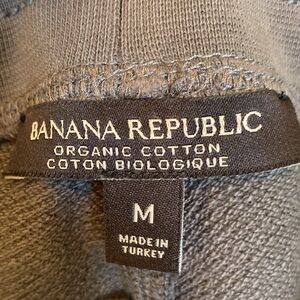 BANANA REPUBLIC
ORGANIC COTTON
COTON BIOLOGIQUE
M
MADE IN
TURKEY